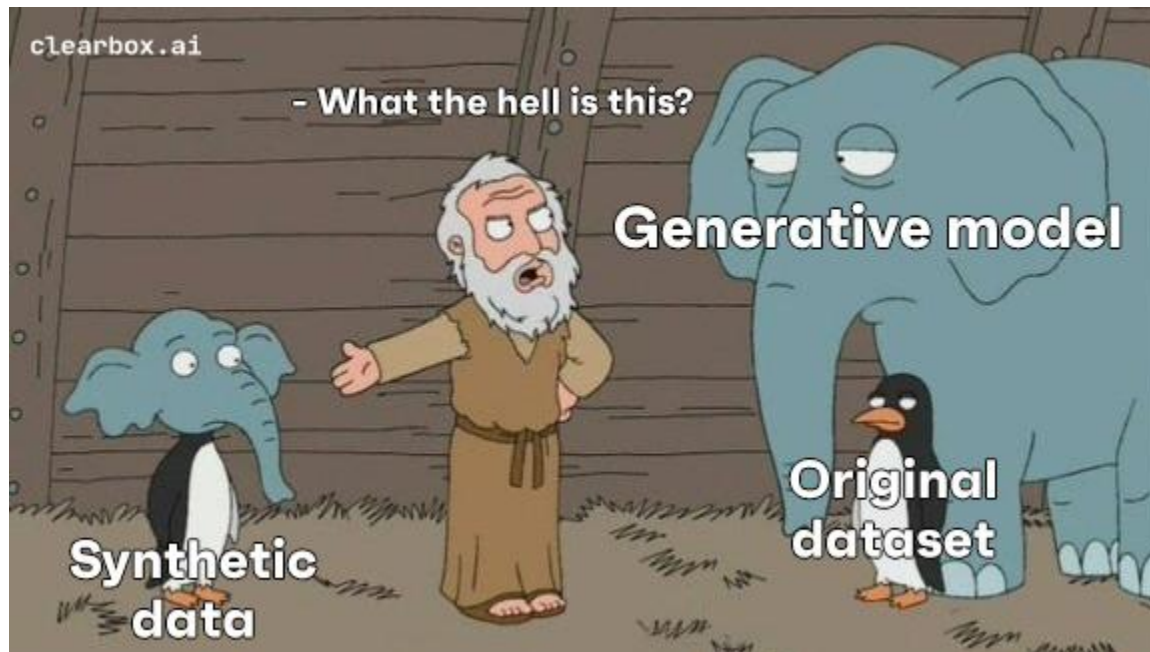 clearbox.ai
- What the hell is this?
Generative model
Original
dataset
Synthetic
data